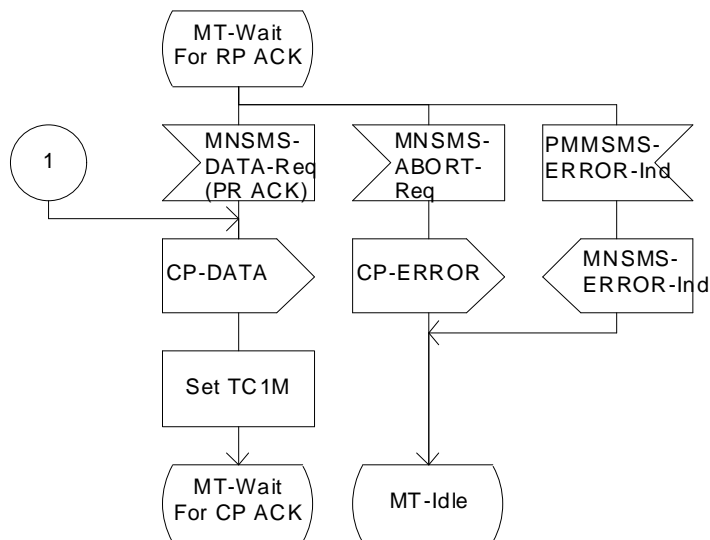 MT-Wait
For RP ACK
1
MNSMS-
DATA-Req
(PR ACK)
MNSMS-
ABORT-
Req
PMMSMS-
ERROR-Ind
CP-DATA
CP-ERROR
MNSMS-
ERROR-Ind
Set TC1M
MT-Wait
For CP ACK
MT-Idle